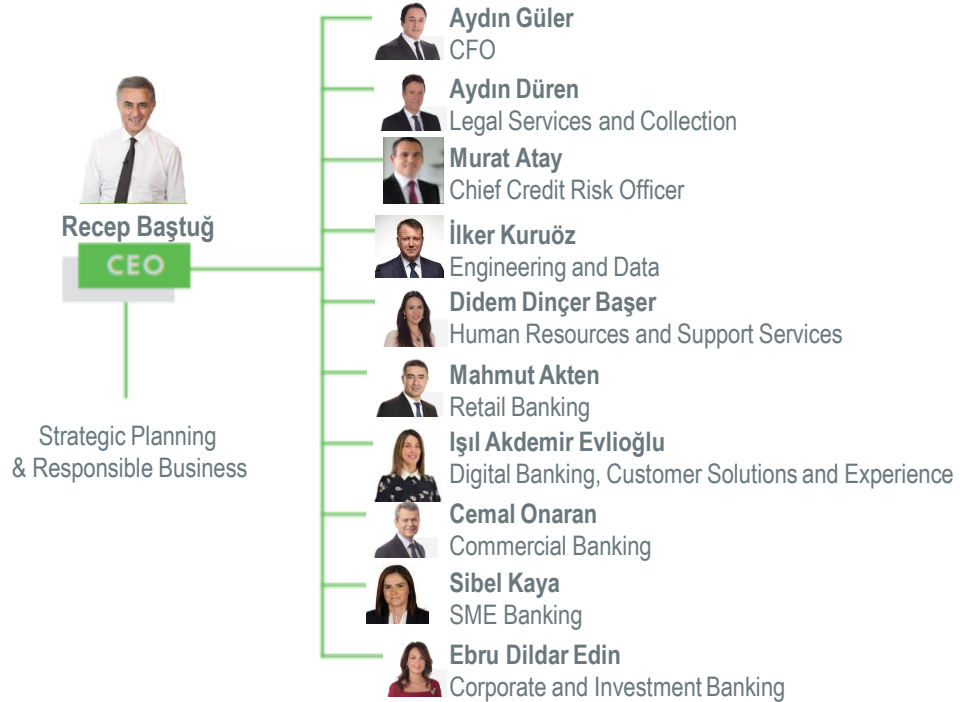 Recep Baştuğ
CEO
Strategic Planning
& Responsible Business
Aydın Güler
CFO
Aydın Düren
Legal Services and Collection
Murat Atay
Chief Credit Risk Officer
İlker Kuruöz
Engineering and Data
Didem Dinçer Başer
Human Resources and Support Services
Mahmut Akten
Retail Banking
Işıl Akdemir Evlioğlu
Digital Banking, Customer Solutions and Experience
Cemal Onaran
Commercial Banking
Sibel Kaya
SME Banking
Ebru Dildar Edin
Corporate and Investment Banking